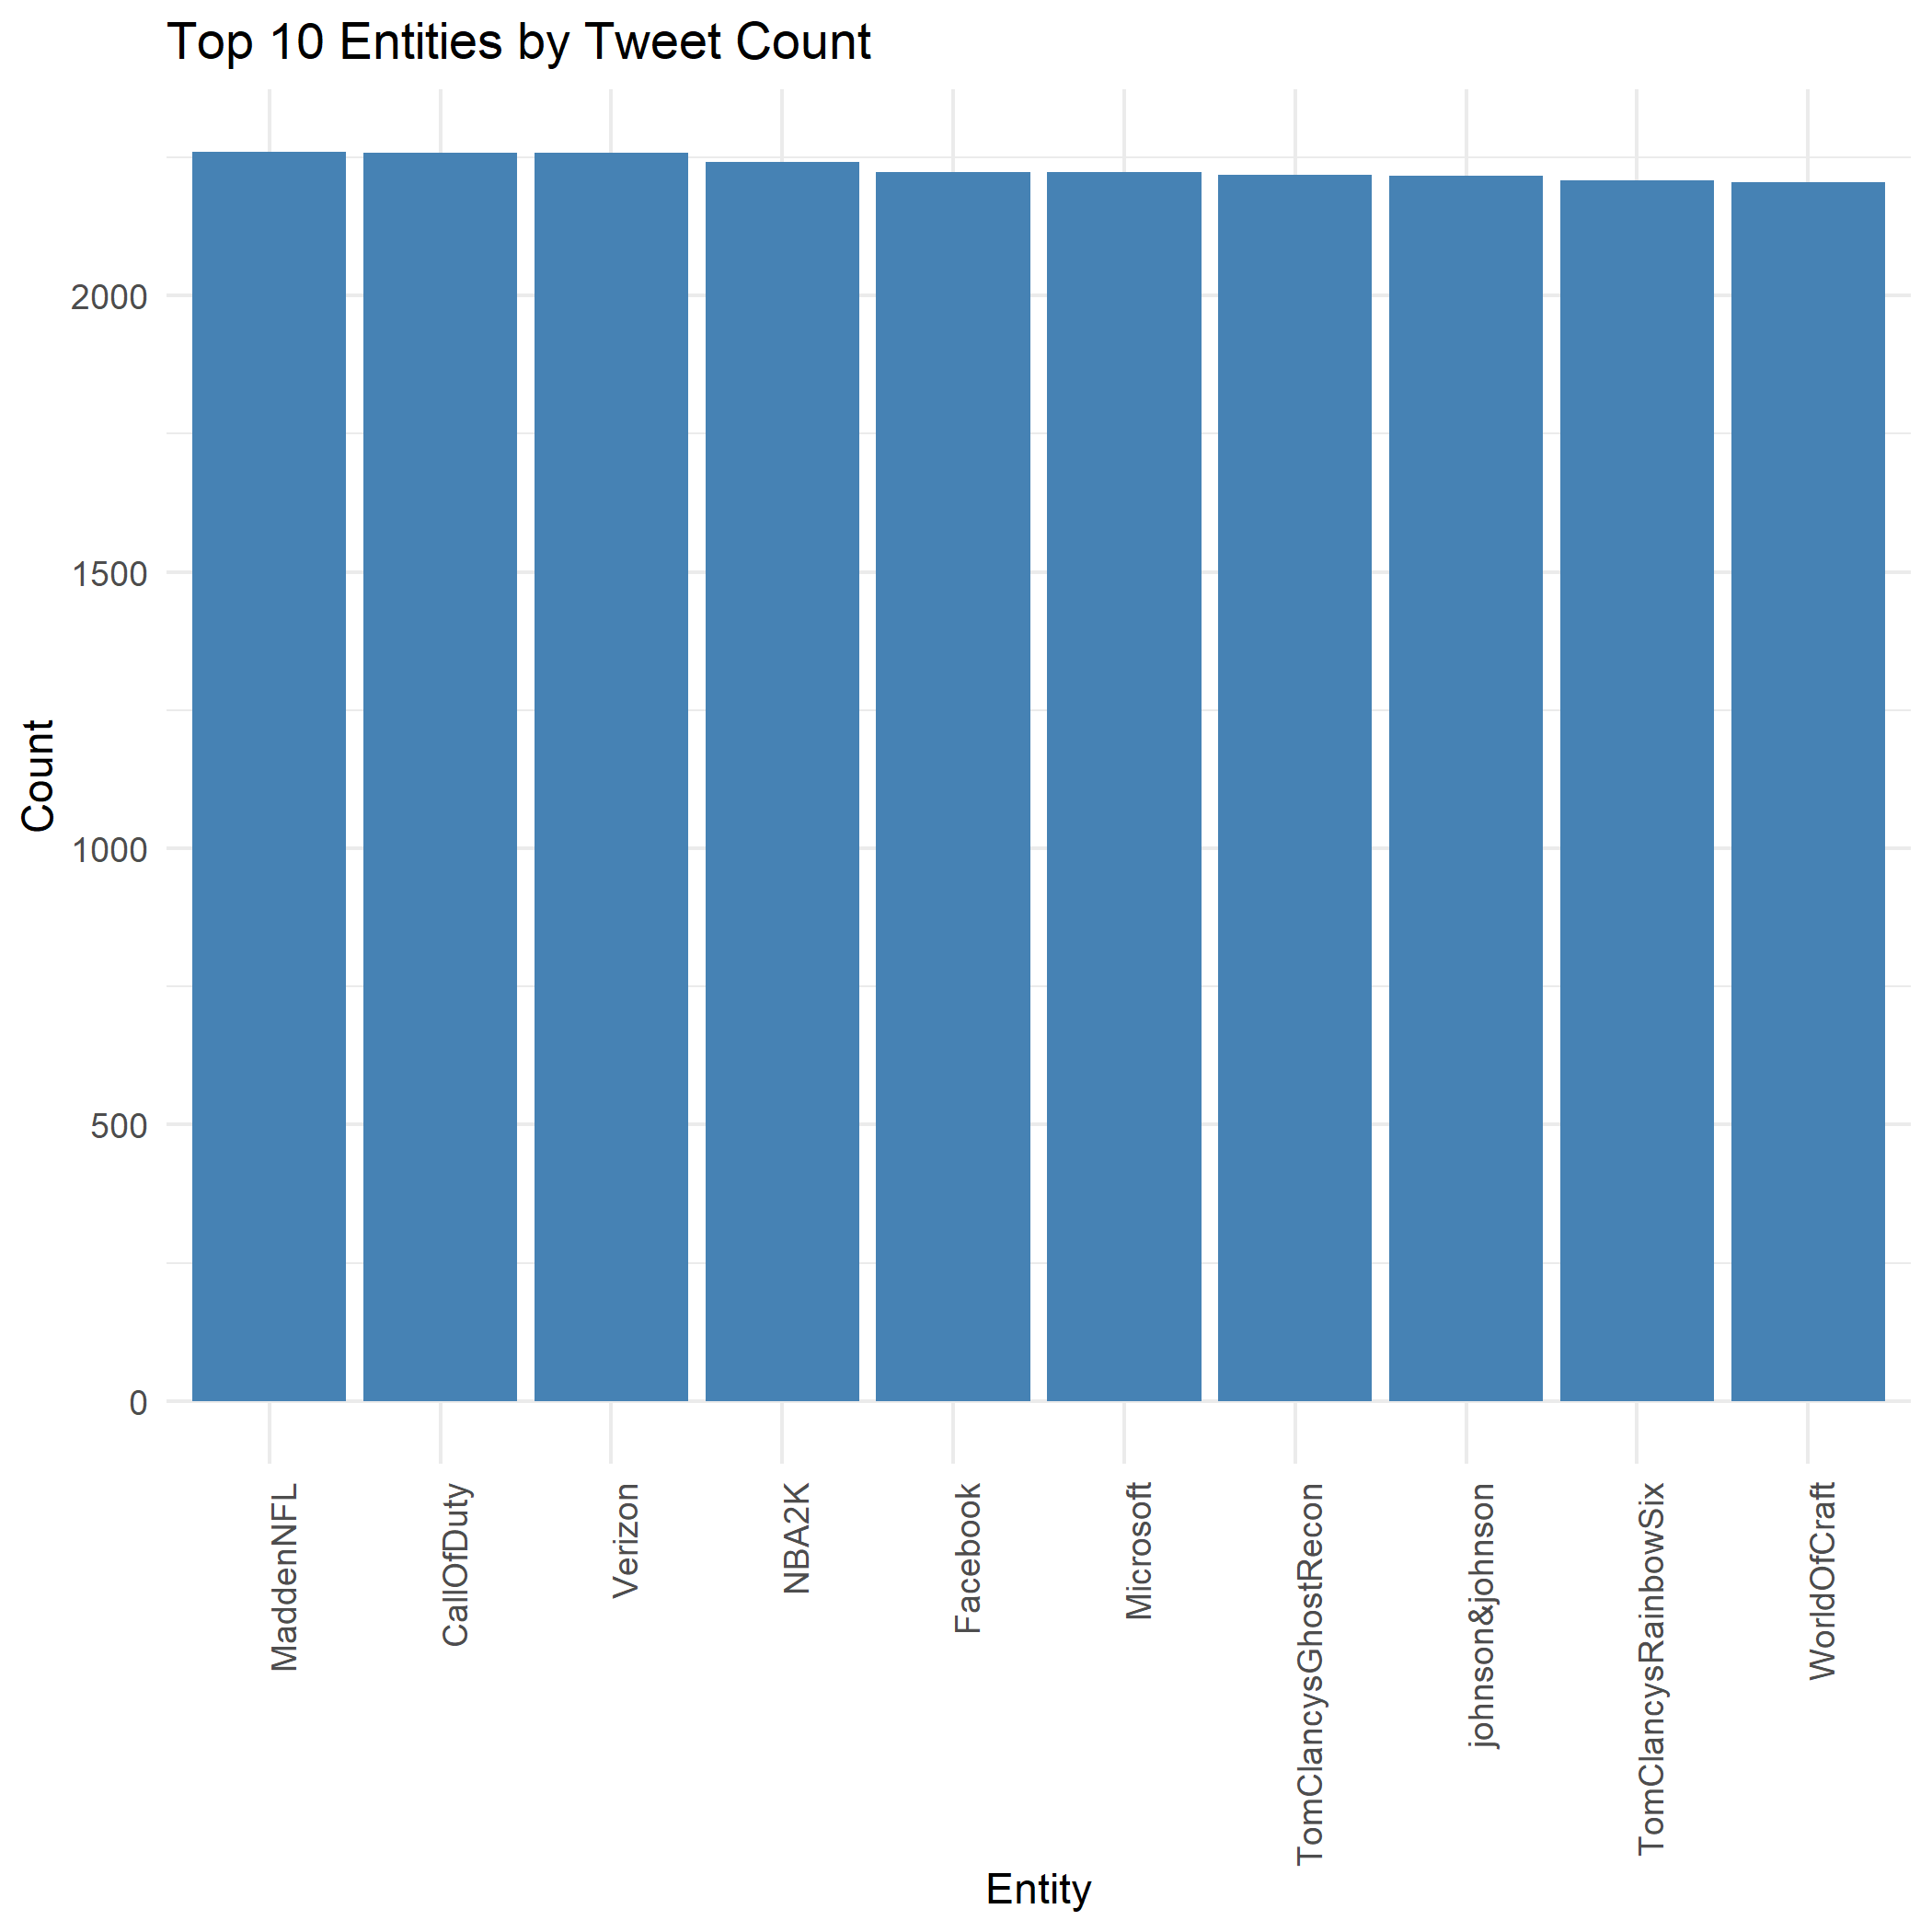 Top 10 Entities by Tweet Count
Count
2000
1500
1000
500
0
MaddenNFL
CallOfDuty
Verizon
NBA2K
Facebook
Microsoft
TomClancysGhostRecon
johnson&johnson
TomClancysRainbowSix
WorldOfCraft
Entity